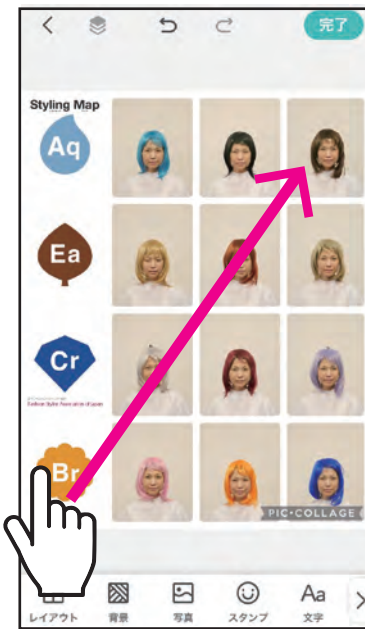 完了
Styling Map
Aq
Ea
Cr
Br
PIC•COLLAGE
レイアウト
背景
写真
スタンプ
Aa
文字